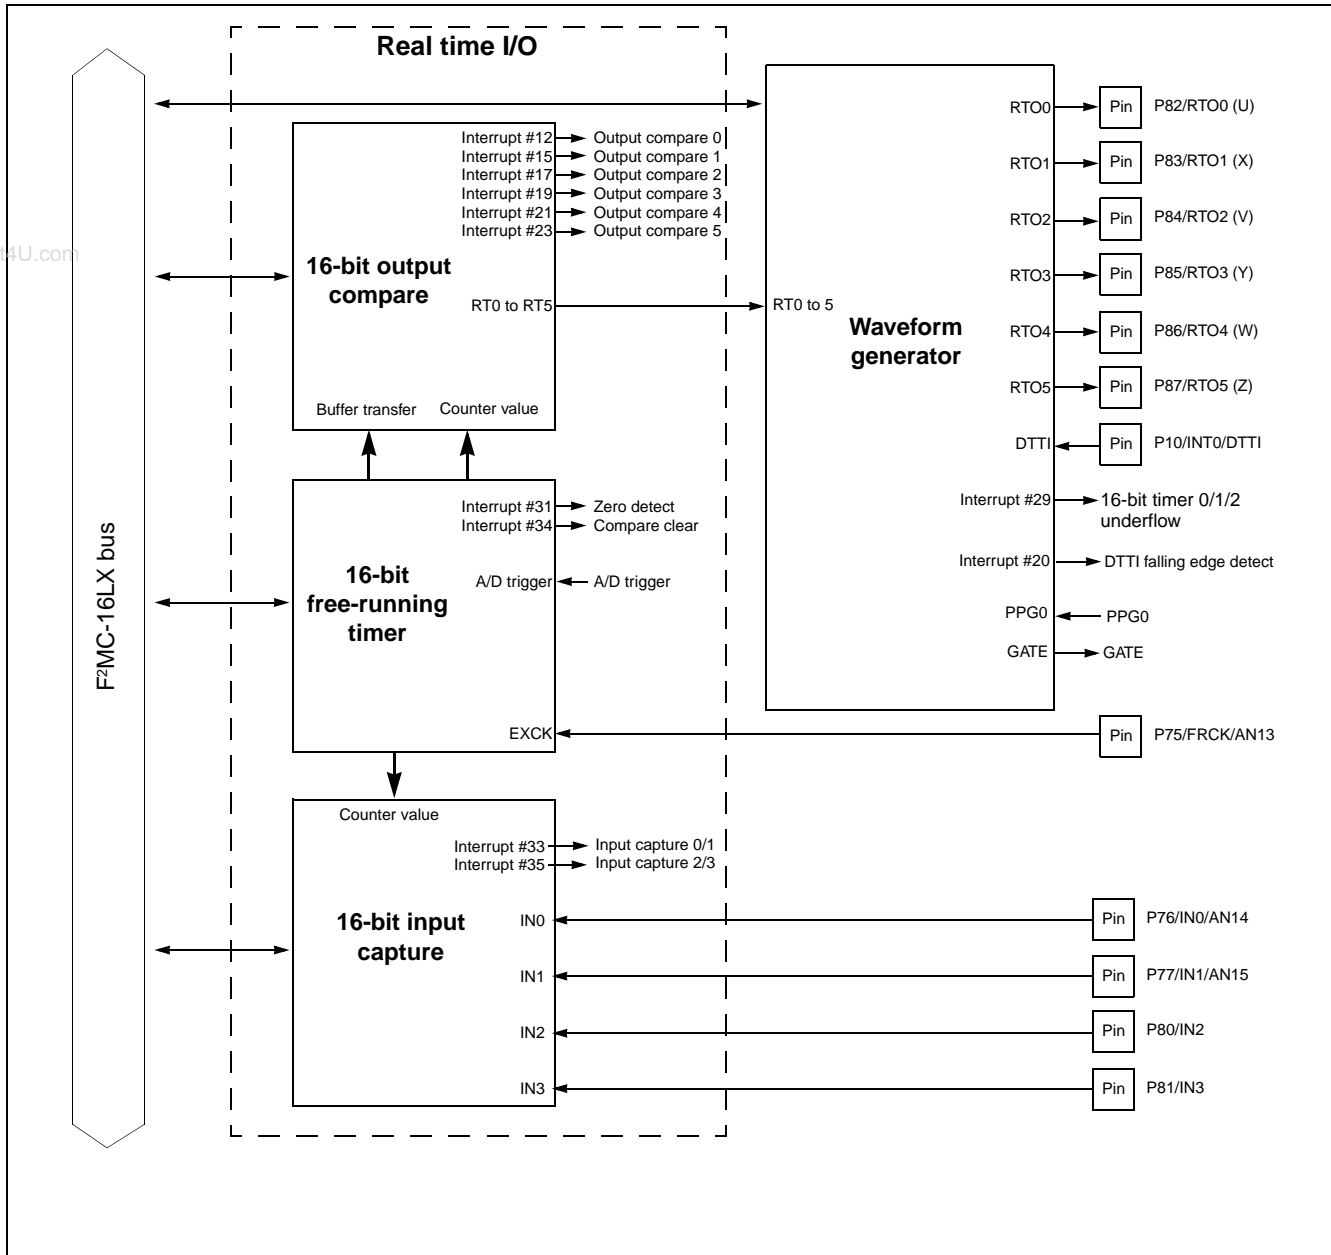 Real time I/O
t4U.com
F²MC-16LX bus
Interrupt #12 Output compare 0
Interrupt #15 Output compare 1
Interrupt #17 Output compare 2
Interrupt #19 Output compare 3
Interrupt #21 Output compare 4
Interrupt #23 Output compare 5
16-bit output
compare
RT0 to RT5
Buffer transfer Counter value
Interrupt #31 Zero detect
Interrupt #34 Compare clear
16-bit
free-running
timer
A/D trigger A/D trigger
EXCK
Counter value
Interrupt #33 Input capture 0/1
Interrupt #35 Input capture 2/3
16-bit input
capture
IN0
IN1
IN2
IN3
RT0 to 5
Waveform
generator
RTO0 Pin P82/RTO0 (U)
RTO1 Pin P83/RTO1 (X)
RTO2 Pin P84/RTO2 (V)
RTO3 Pin P85/RTO3 (Y)
RTO4 Pin P86/RTO4 (W)
RTO5 Pin P87/RTO5 (Z)
DTTI Pin P10/INT0/DTTI
Interrupt #29 16-bit timer 0/1/2
underflow
Interrupt #20 DTTI falling edge detect
PPG0 PPG0
GATE GATE
Pin P75/FRCK/AN13
Pin P76/IN0/AN14
Pin P77/IN1/AN15
Pin P80/IN2
Pin P81/IN3